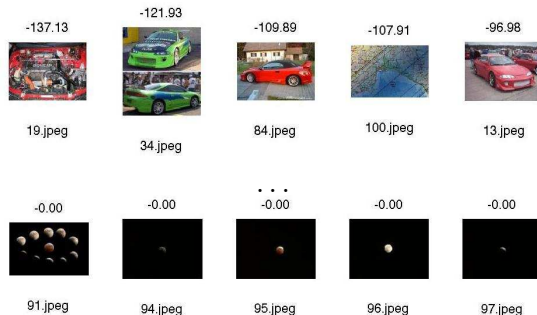 -137.13 -121.93 -109.89 -107.91 -96.98
19.jpeg 34.jpeg 84.jpeg 100.jpeg 13.jpeg
...
-0.00 -0.00 -0.00 -0.00 -0.00
91.jpeg 94.jpeg 95.jpeg 96.jpeg 97.jpeg